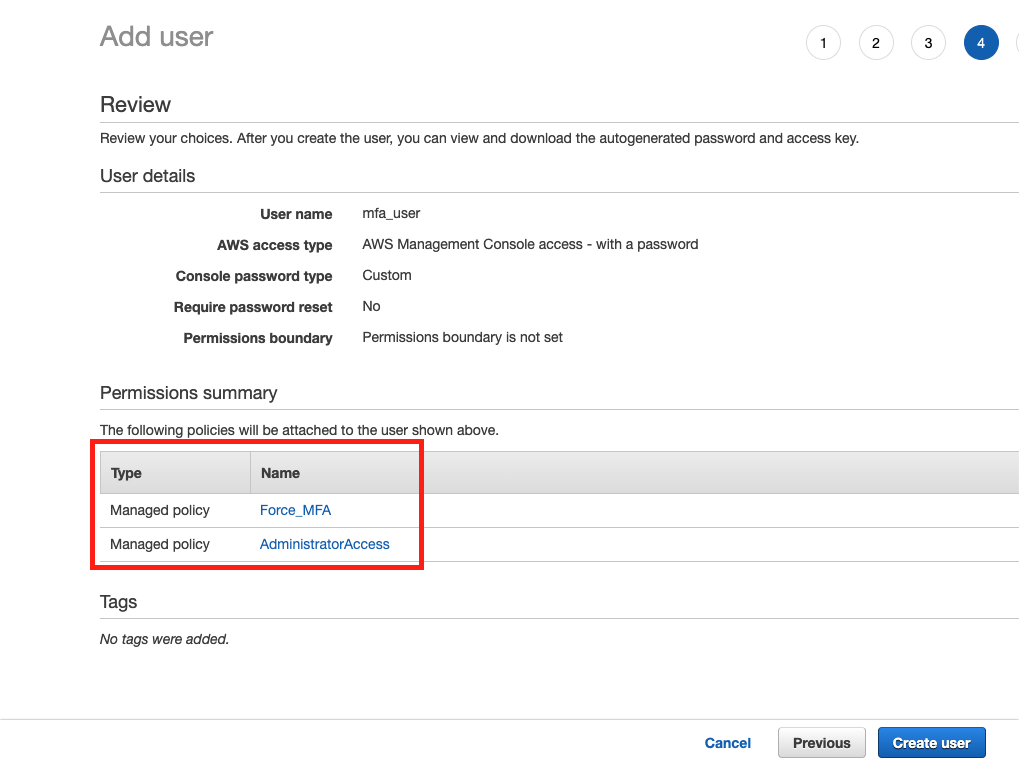 Add user
1 2 3 4
Review
Review your choices. After you create the user, you can view and download the autogenerated password and access key.
User details
User name mfa_user
AWS access type AWS Management Console access - with a password
Console password type Custom
Require password reset No
Permissions boundary Permissions boundary is not set
Permissions summary
The following policies will be attached to the user shown above.
Type Name
Managed policy Force_MFA
Managed policy AdministratorAccess
Tags
No tags were added.
Cancel Previous Create user